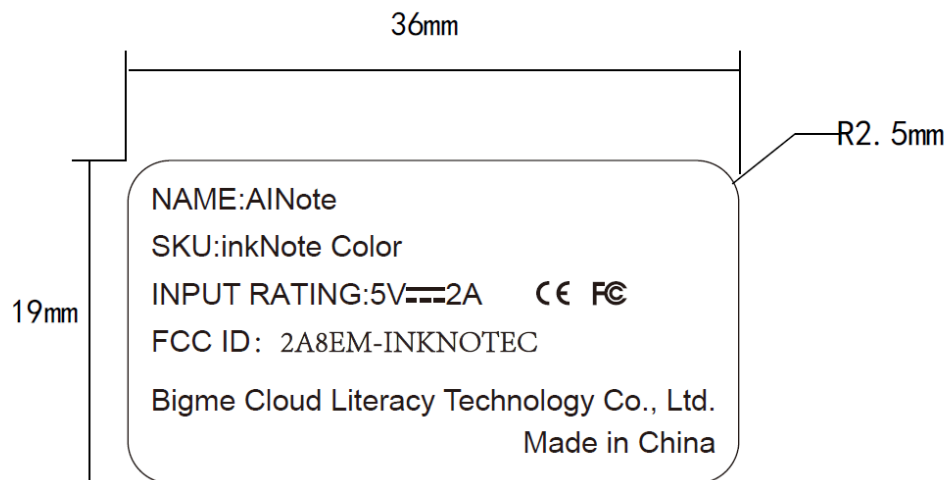 36mm
R2.5mm
19mm
NAME:AINote
SKU:inkNote Color
INPUT RATING:5V⎓2A CE FC
FCC ID: 2A8EM-INKNOTEC
Bigme Cloud Literacy Technology Co., Ltd.
Made in China